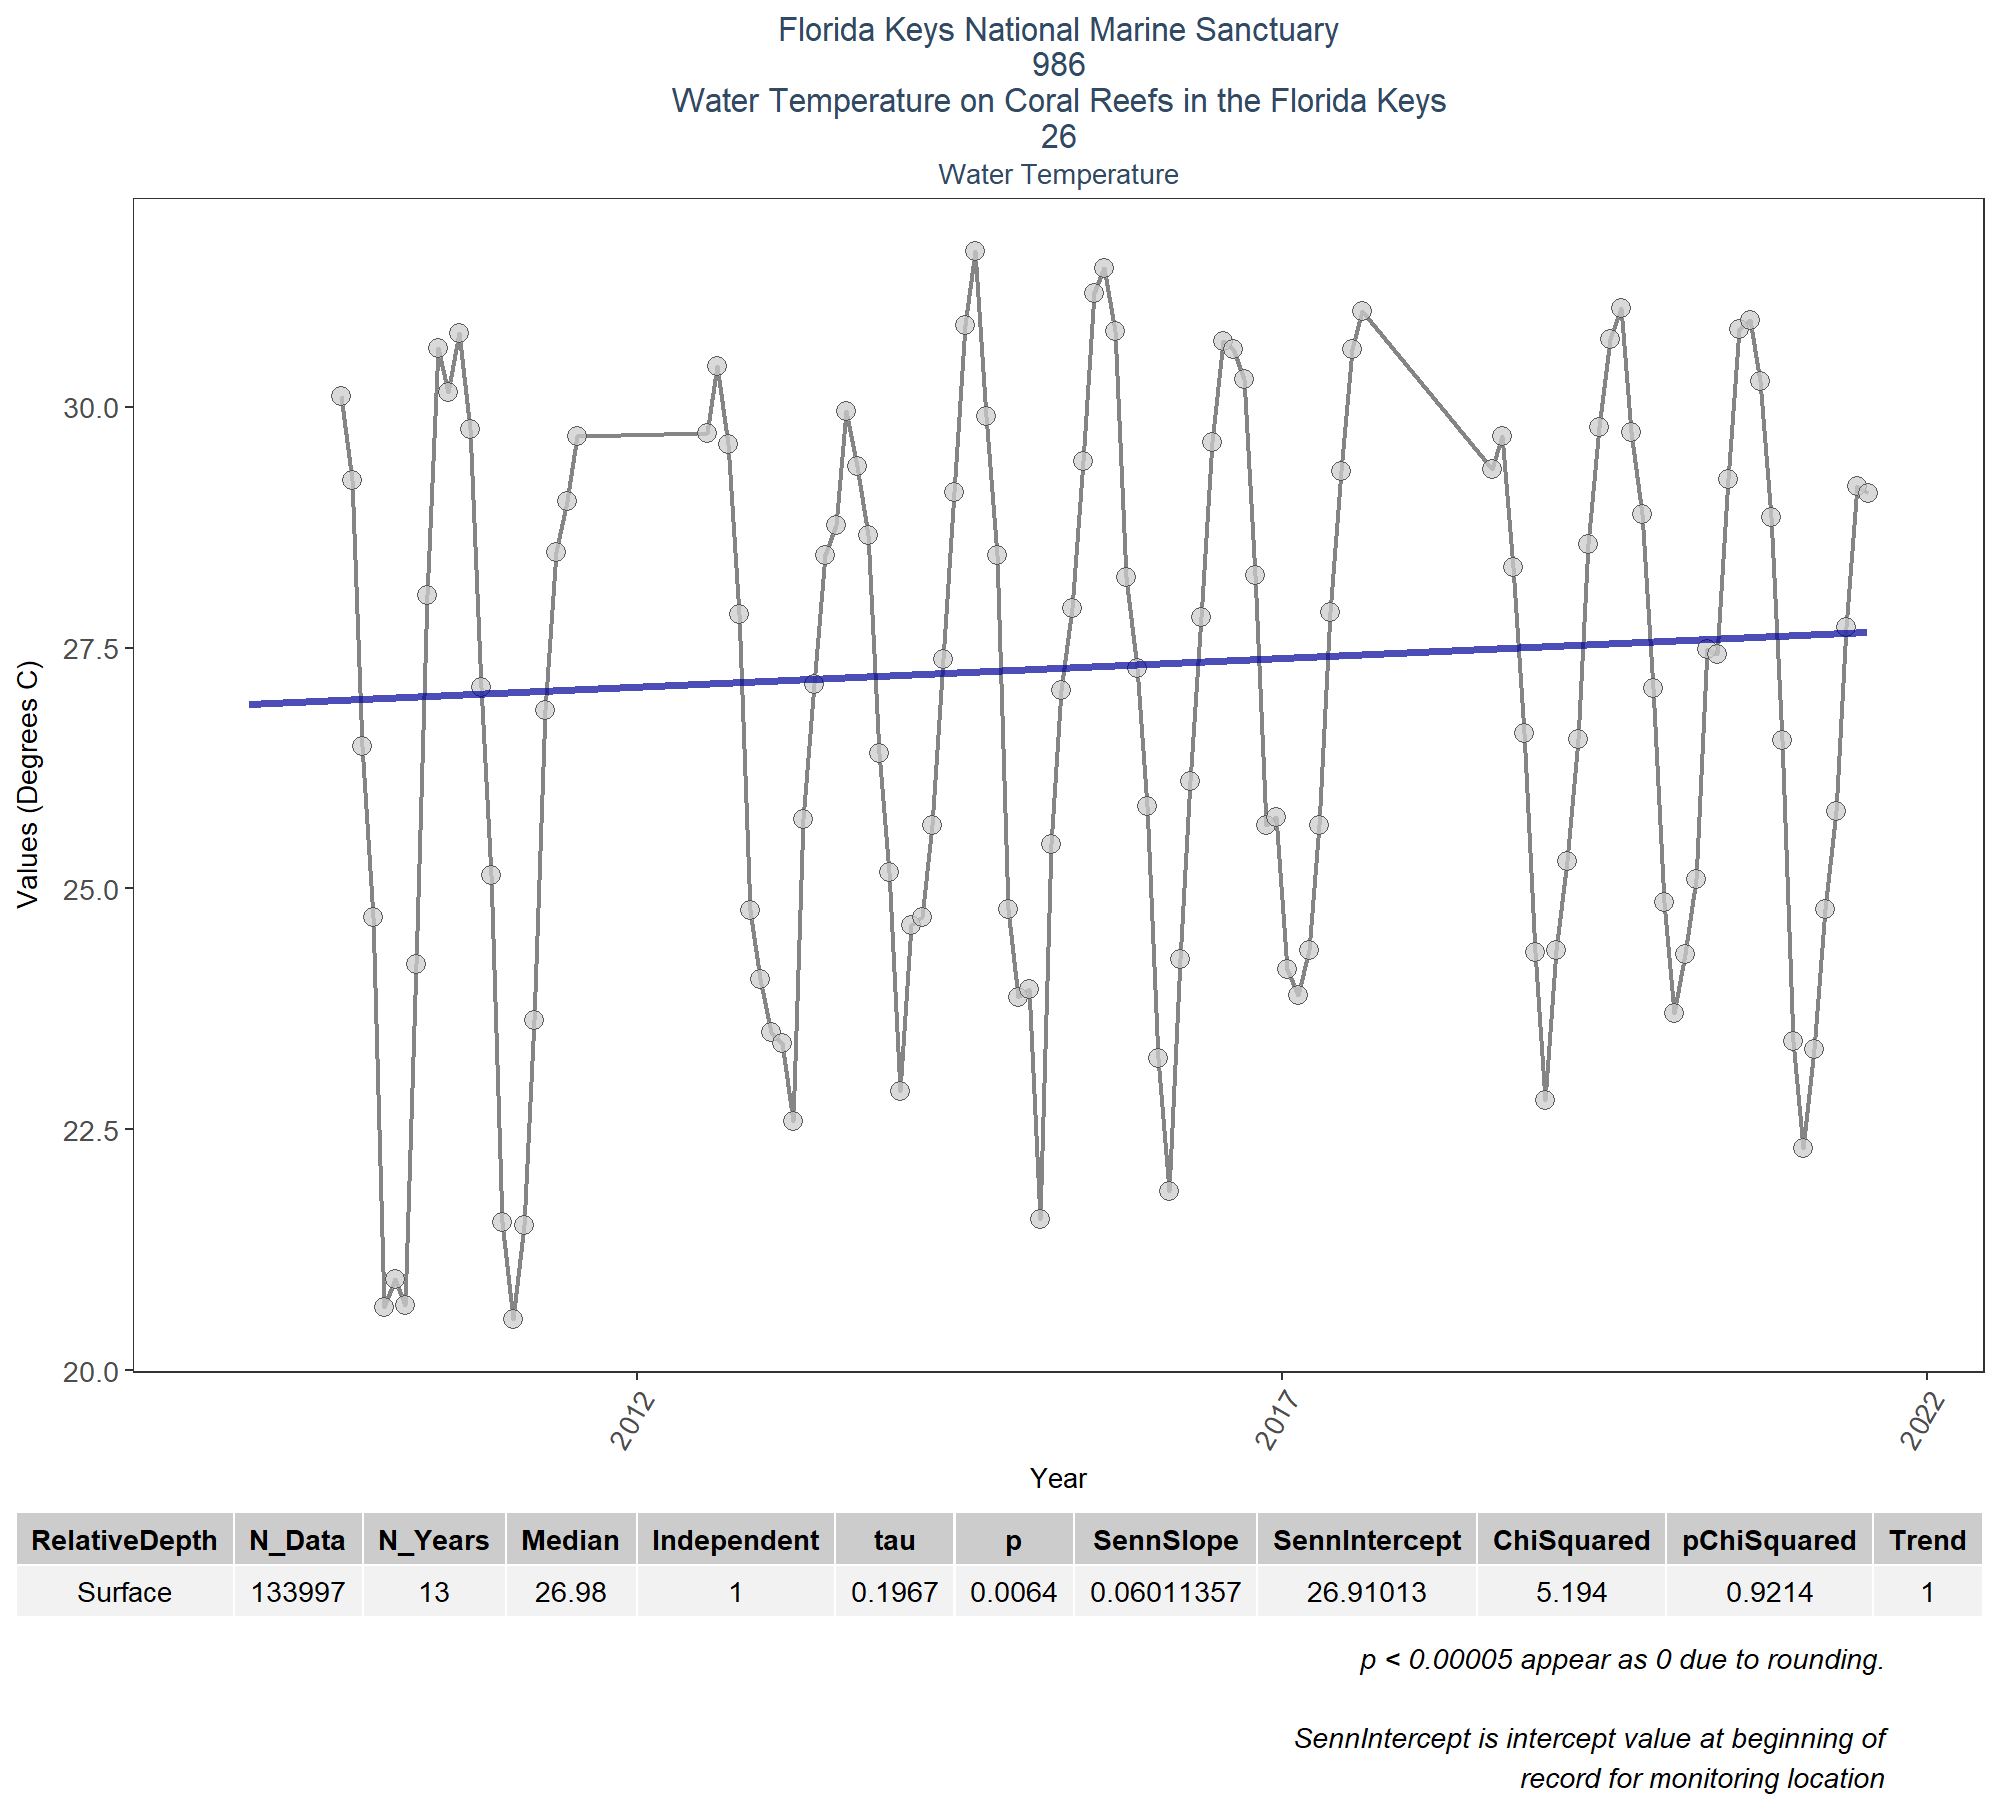 Florida Keys National Marine Sanctuary
986
Water Temperature on Coral Reefs in the Florida Keys
26
Water Temperature
Values (Degrees C)
30.0
27.5
25.0
22.5
20.0
2012
2017
2022
Year
RelativeDepth N_Data N_Years Median Independent tau p SennSlope SennIntercept ChiSquared pChiSquared Trend
Surface 133997 13 26.98 1 0.1967 0.0064 0.06011357 26.91013 5.194 0.9214 1
p < 0.00005 appear as 0 due to rounding.
SennIntercept is intercept value at beginning of
record for monitoring location